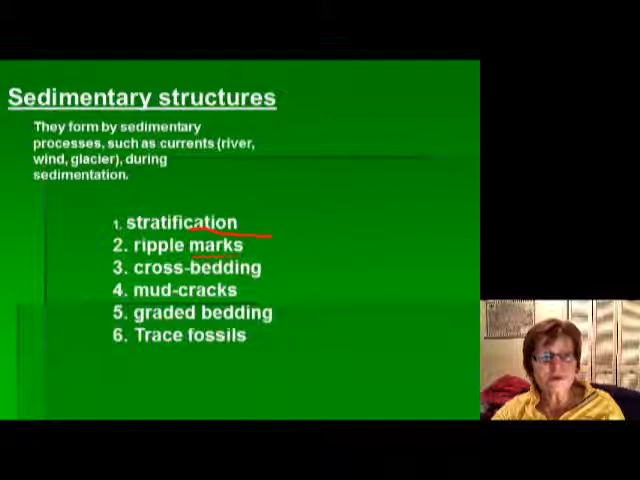 Sedimentary structures
They form by sedimentary
processes, such as currents (river,
wind, glacier), during
sedimentation.
1. stratification
2. ripple marks
3. cross-bedding
4. mud-cracks
5. graded bedding
6. Trace fossils